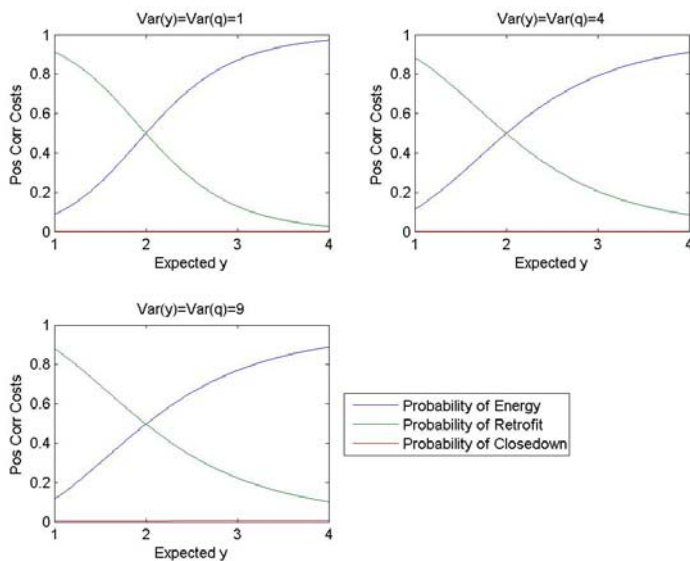 Var(y)=Var(q)=1
Pos Corr Costs
1
0.8
0.6
0.4
0.2
0
1 2 3 4
Expected y
Var(y)=Var(q)=4
Pos Corr Costs
1
0.8
0.6
0.4
0.2
0
1 2 3 4
Expected y
Var(y)=Var(q)=9
Pos Corr Costs
1
0.8
0.6
0.4
0.2
0
1 2 3 4
Expected y
Probability of Energy
Probability of Retrofit
Probability of Closedown